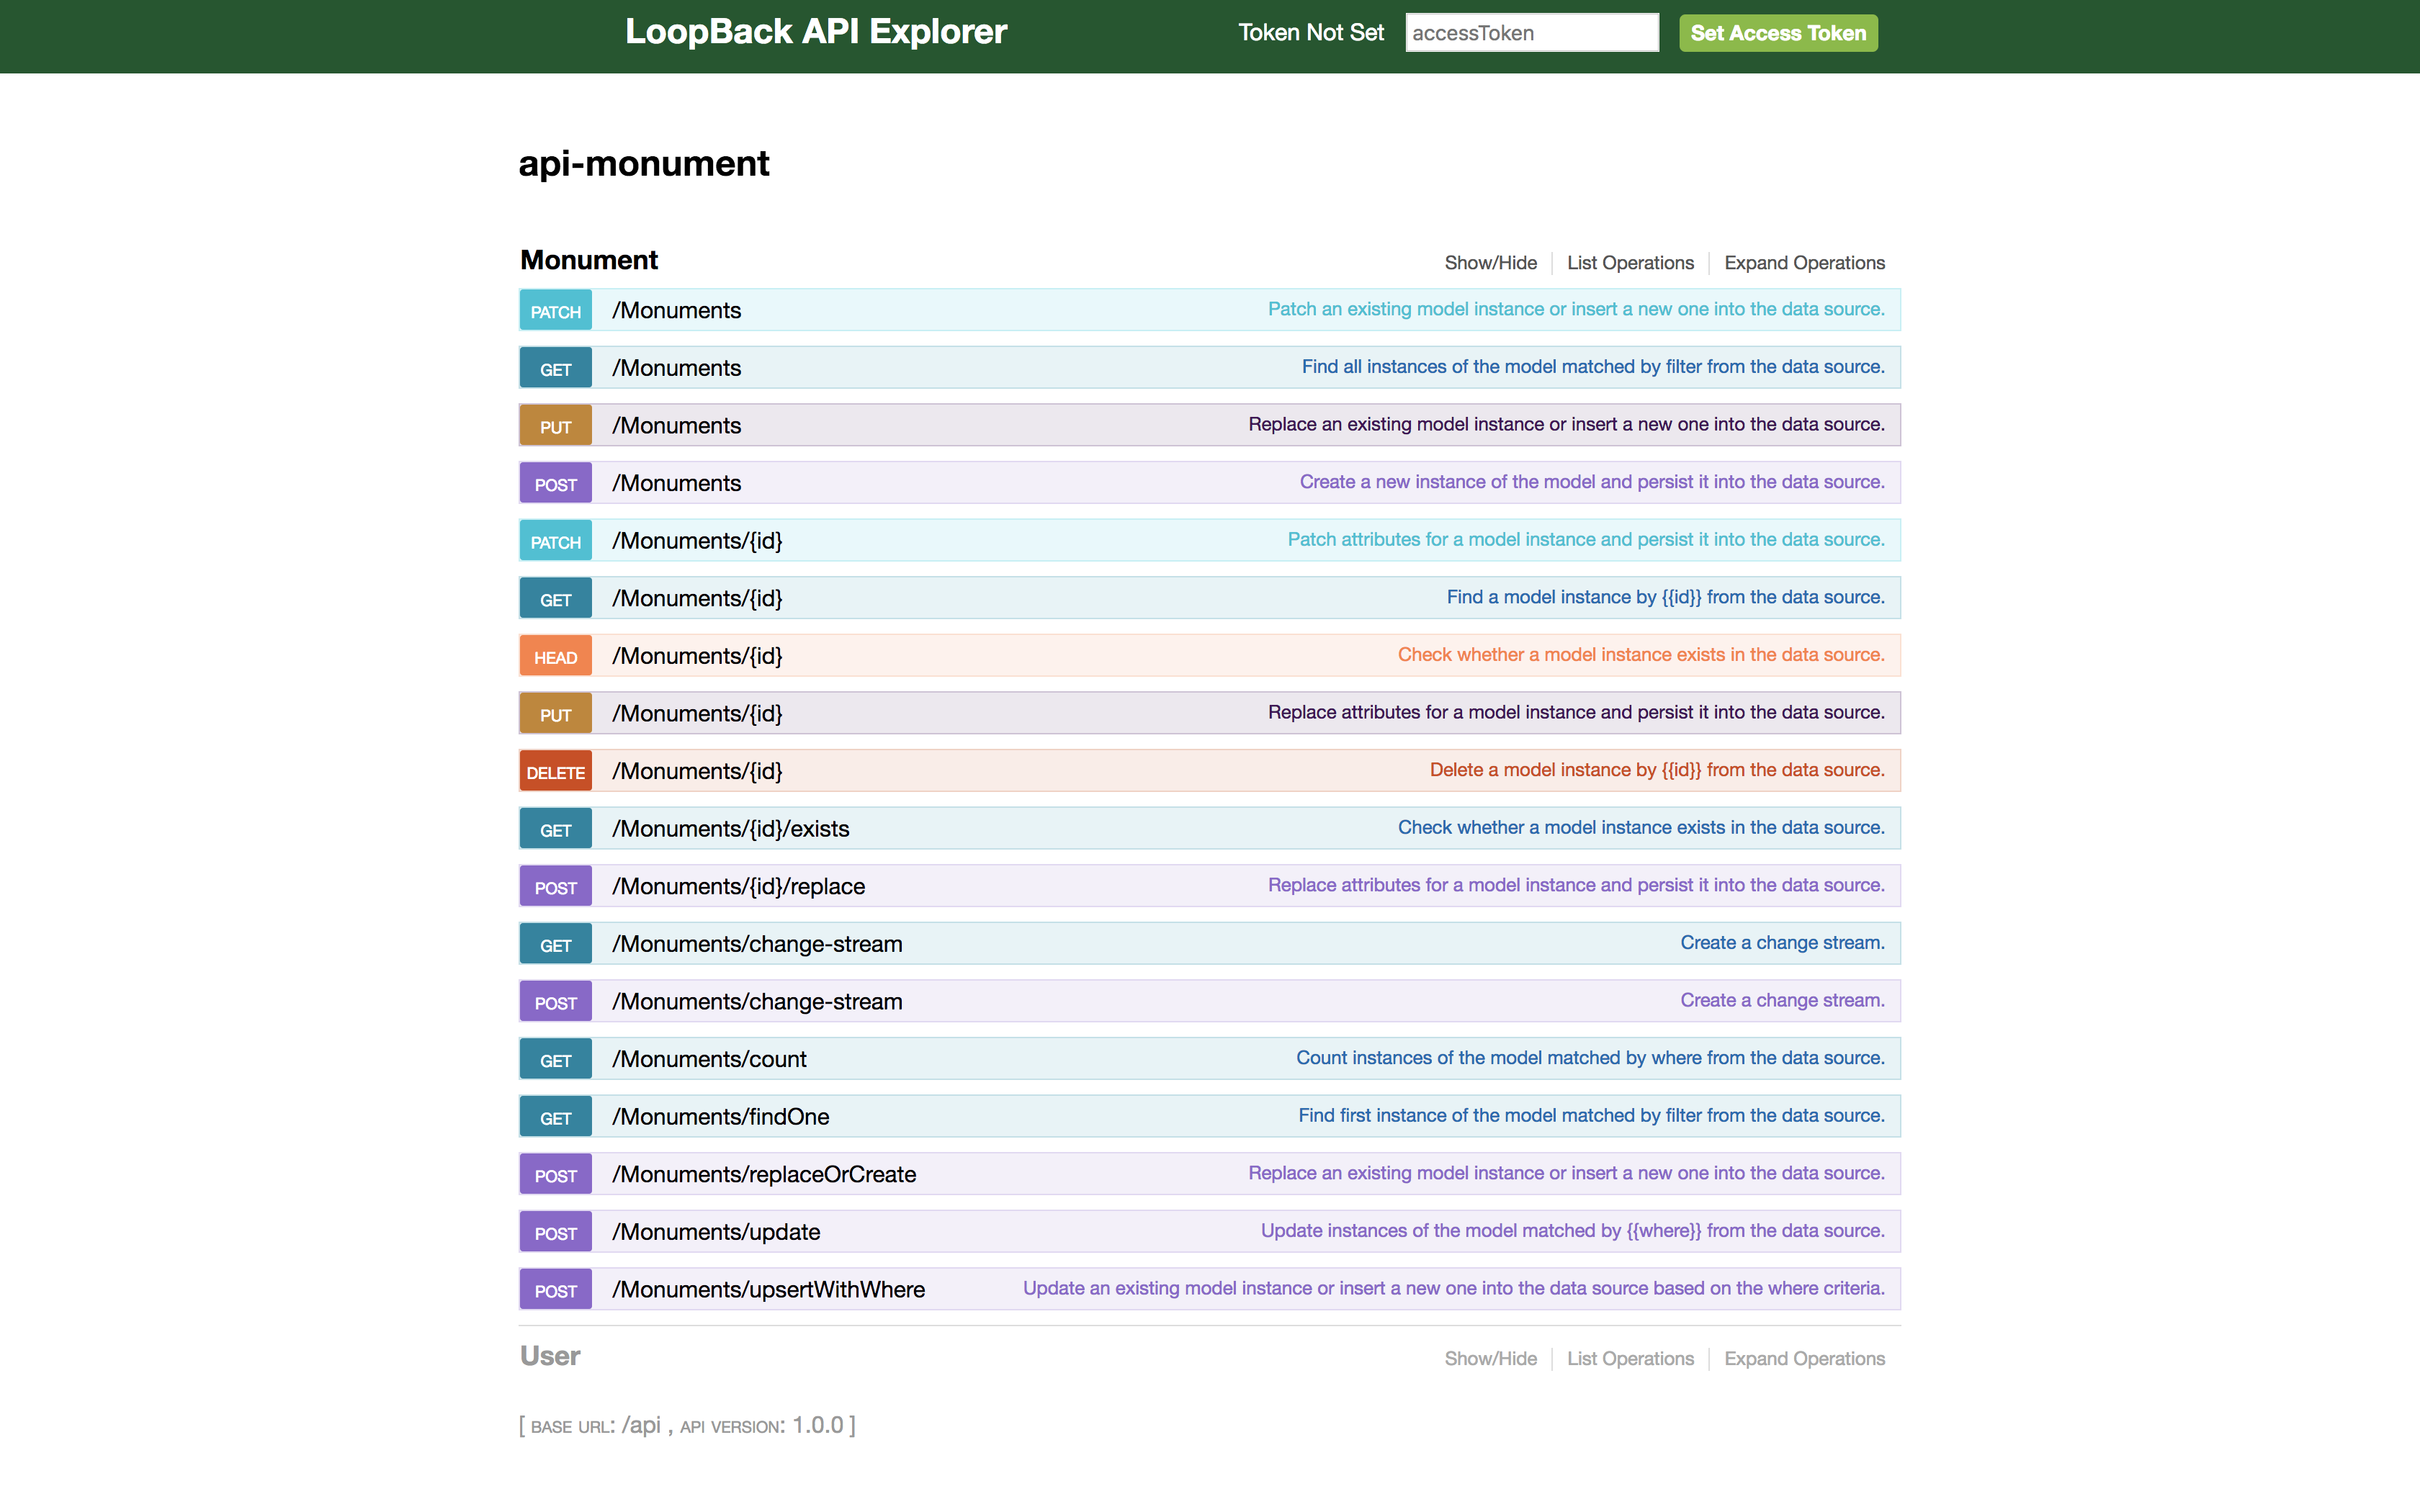 LoopBack API Explorer Token Not Set accessToken Set Access Token
api-monument
Monument Show/Hide List Operations Expand Operations
PATCH /Monuments Patch an existing model instance or insert a new one into the data source.
GET /Monuments Find all instances of the model matched by filter from the data source.
PUT /Monuments Replace an existing model instance or insert a new one into the data source.
POST /Monuments Create a new instance of the model and persist it into the data source.
PATCH /Monuments/{id} Patch attributes for a model instance and persist it into the data source.
GET /Monuments/{id} Find a model instance by {{id}} from the data source.
HEAD /Monuments/{id} Check whether a model instance exists in the data source.
PUT /Monuments/{id} Replace attributes for a model instance and persist it into the data source.
DELETE /Monuments/{id} Delete a model instance by {{id}} from the data source.
GET /Monuments/{id}/exists Check whether a model instance exists in the data source.
POST /Monuments/{id}/replace Replace attributes for a model instance and persist it into the data source.
GET /Monuments/change-stream Create a change stream.
POST /Monuments/change-stream Create a change stream.
GET /Monuments/count Count instances of the model matched by where from the data source.
GET /Monuments/findOne Find first instance of the model matched by filter from the data source.
POST /Monuments/replaceOrCreate Replace an existing model instance or insert a new one into the data source.
POST /Monuments/update Update instances of the model matched by {{where}} from the data source.
POST /Monuments/upsertWithWhere Update an existing model instance or insert a new one into the data source based on the where criteria.
User Show/Hide List Operations Expand Operations
[ BASE URL: /api , API VERSION: 1.0.0 ]